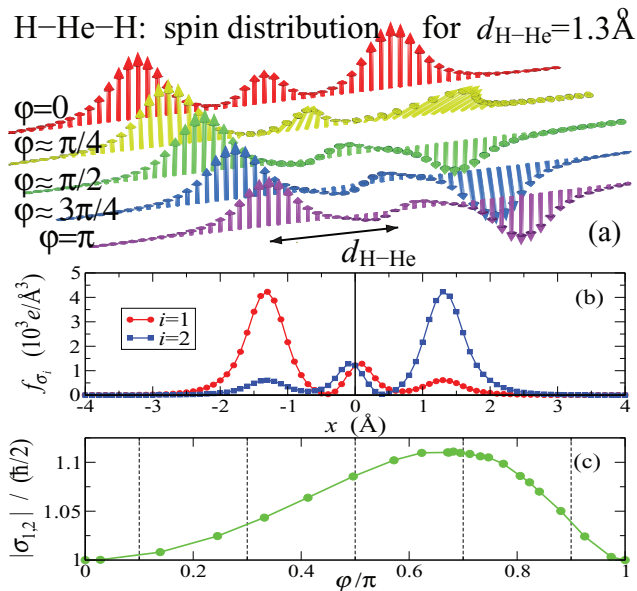 H−He−H: spin distribution for d_H−He=1.3Å
φ=0
φ≈π/4
φ≈π/2
φ≈3π/4
φ=π
(a)
d_H−He
(b)
f_σi (10³e/Å³)
5
4
3
2
1
0
i=1
i=2
-4 -3 -2 -1 0 1 2 3 4
x (Å)
(c)
|σ1,2| / (ħ/2)
1.1
1.05
1
0 0.2 0.4 0.6 0.8 1
φ/π